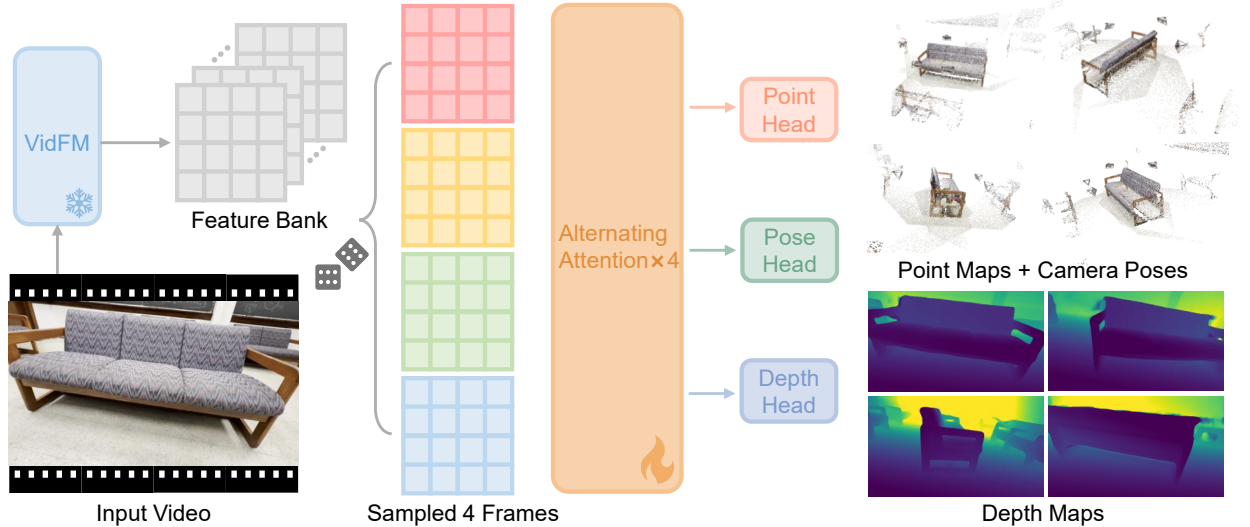 VidFM
Feature Bank
Input Video
Sampled 4 Frames
Alternating
Attention×4
Point
Head
Pose
Head
Depth
Head
Point Maps + Camera Poses
Depth Maps